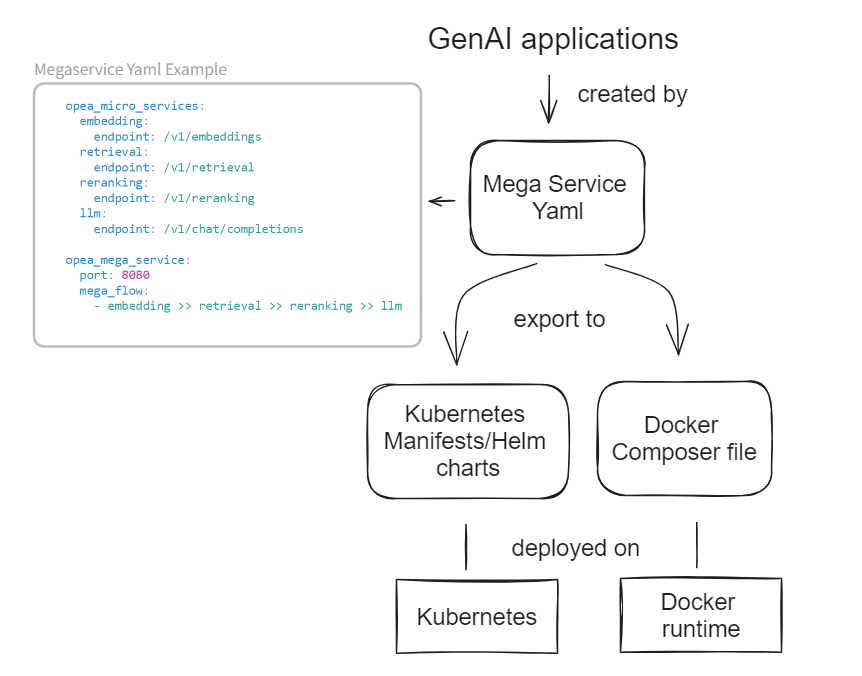 GenAI applications
Megaservice Yaml Example
created by
opea_micro_services:
embedding:
endpoint: /v1/embeddings
retrieval:
endpoint: /v1/retrieval
reranking:
endpoint: /v1/reranking
llm:
endpoint: /v1/chat/completions
opea_mega_service:
port: 8080
mega_flow:
- embedding >> retrieval >> reranking >> llm
Mega Service
Yaml
export to
Kubernetes
Manifests/Helm
charts
Docker
Composer file
deployed on
Kubernetes
Docker
runtime